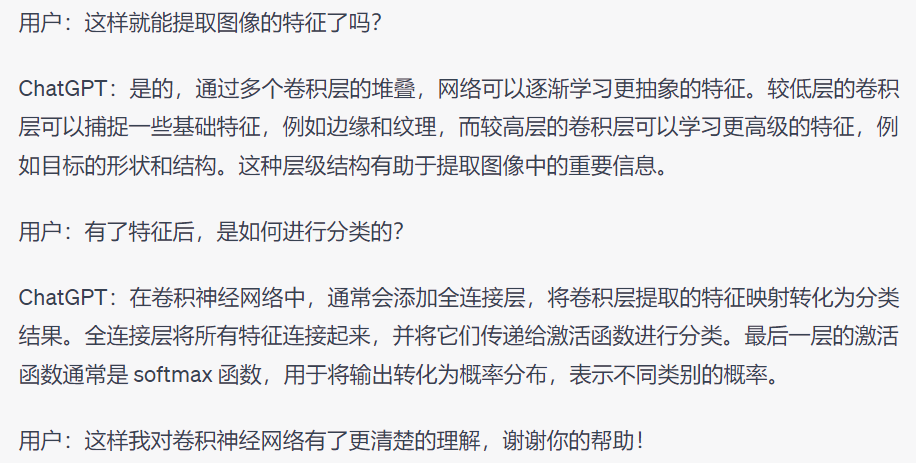 用户：这样就能提取图像的特征了吗？
ChatGPT：是的，通过多个卷积层的堆叠，网络可以逐渐学习更抽象的特征。较低层的卷积
层可以捕捉一些基础特征，例如边缘和纹理，而较高层的卷积层可以学习更高级的特征，例
如目标的形状和结构。这种层级结构有助于提取图像中的重要信息。
用户：有了特征后，是如何进行分类的？
ChatGPT：在卷积神经网络中，通常会添加全连接层，将卷积层提取的特征映射转化为分类
结果。全连接层将所有特征连接起来，并将它们传递给激活函数进行分类。最后一层的激活
函数通常是 softmax 函数，用于将输出转化为概率分布，表示不同类别的概率。
用户：这样我对卷积神经网络有了更清楚的理解，谢谢你的帮助！